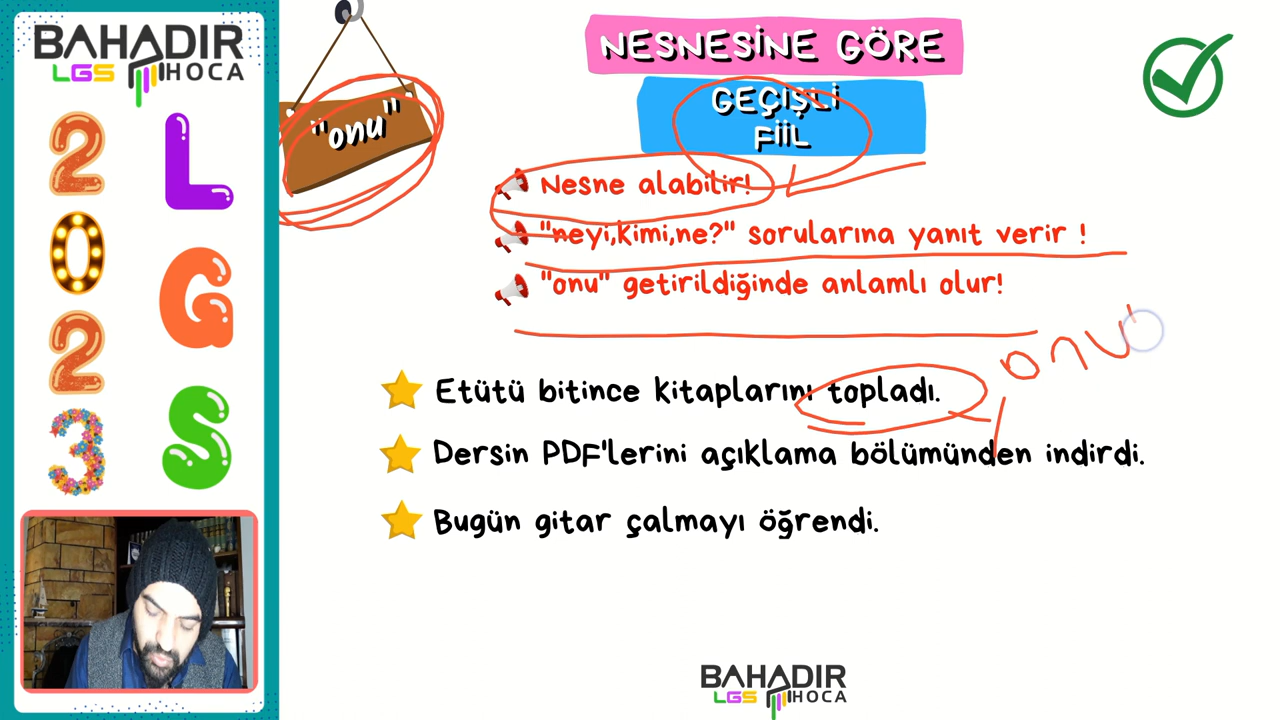 BAHADIR
LGS HOCA
2023
LGS
"onu"
NESNESİNE GÖRE
GEÇİŞLİ
FİİL
Nesne alabilir!
"neyi,kimi,ne?" sorularına yanıt verir !
"onu" getirildiğinde anlamlı olur!
onu
Etütü bitince kitaplarını topladı.
Dersin PDF'lerini açıklama bölümünden indirdi.
Bugün gitar çalmayı öğrendi.
BAHADIR
LGS HOCA